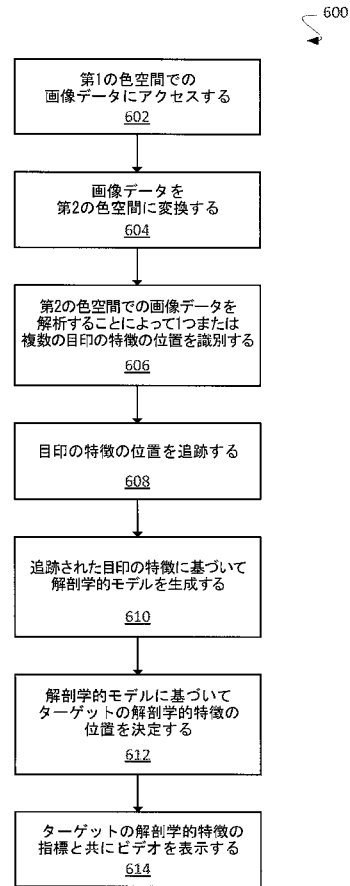 600
第1の色空間での
画像データにアクセスする
602
画像データを
第2の色空間に変換する
604
第2の色空間での画像データを
解析することによって1つまたは
複数の目印の特徴の位置を識別する
606
目印の特徴の位置を追跡する
608
追跡された目印の特徴に基づいて
解剖学的モデルを生成する
610
解剖学的モデルに基づいて
ターゲットの解剖学的特徴の
位置を決定する
612
ターゲットの解剖学的特徴の
指標と共にビデオを表示する
614